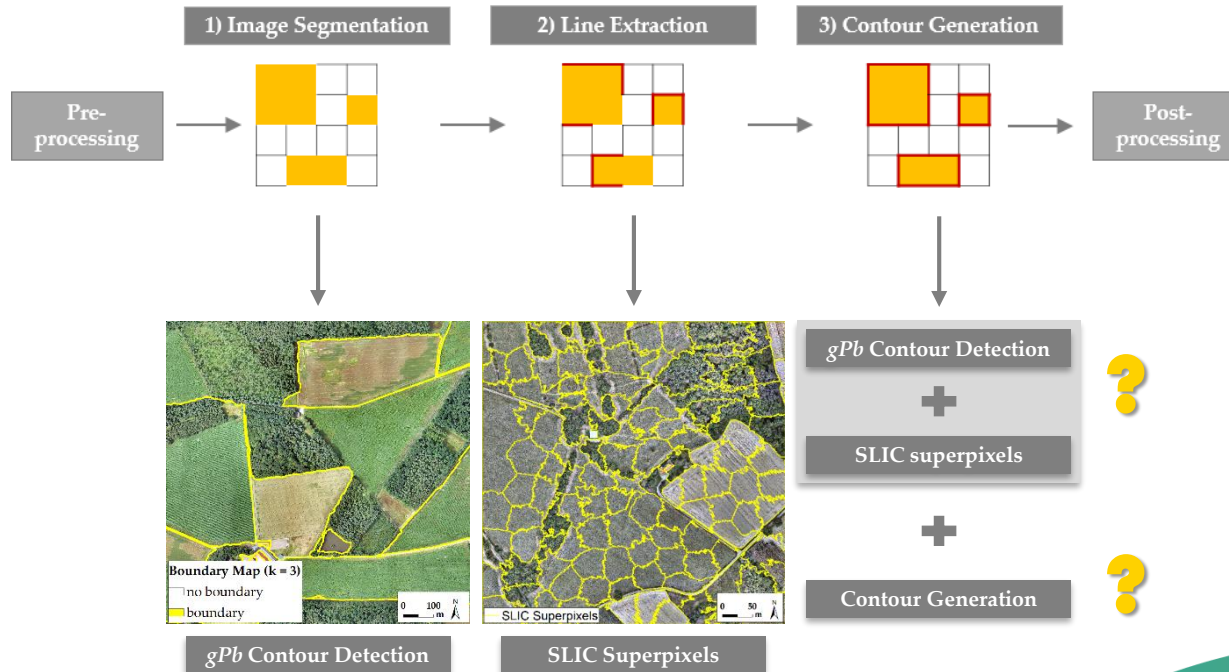 1) Image Segmentation
2) Line Extraction
3) Contour Generation
Pre-
processing
Post-
processing
gPb Contour Detection
+
SLIC superpixels
+
Contour Generation
?
?
Boundary Map (k = 3)
no boundary
boundary
0 100
m
N
SLIC Superpixels
0 50
m
N
gPb Contour Detection
SLIC Superpixels